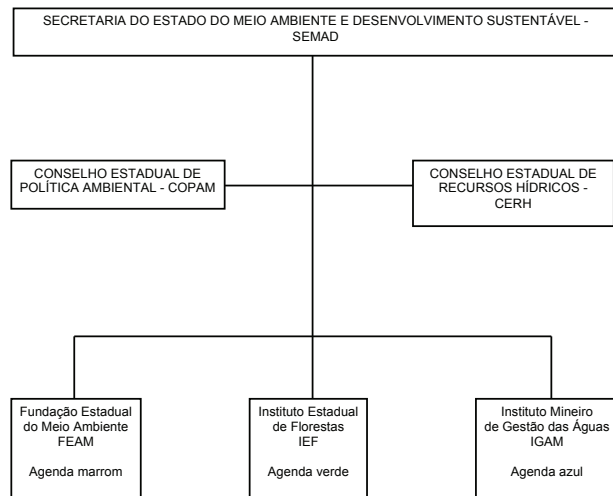 SECRETARIA DO ESTADO DO MEIO AMBIENTE E DESENVOLVIMENTO SUSTENTÁVEL -
SEMAD
CONSELHO ESTADUAL DE
POLÍTICA AMBIENTAL - COPAM
CONSELHO ESTADUAL DE
RECURSOS HÍDRICOS -
CERH
Fundação Estadual
do Meio Ambiente
FEAM
Agenda marrom
Instituto Estadual
de Florestas
IEF
Agenda verde
Instituto Mineiro
de Gestão das Águas
IGAM
Agenda azul